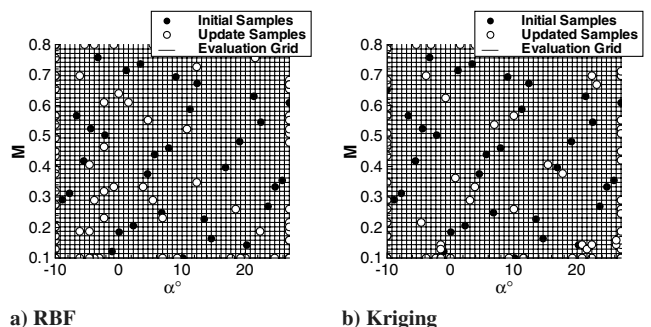 Initial Samples
Update Samples
Evaluation Grid
0.8
0.7
0.6
0.5
0.4
0.3
0.2
0.1
M
-10
0
10
20
α°
a) RBF
Initial Samples
Updated Samples
Evaluation Grid
0.8
0.7
0.6
0.5
0.4
0.3
0.2
0.1
M
-10
0
10
20
α°
b) Kriging